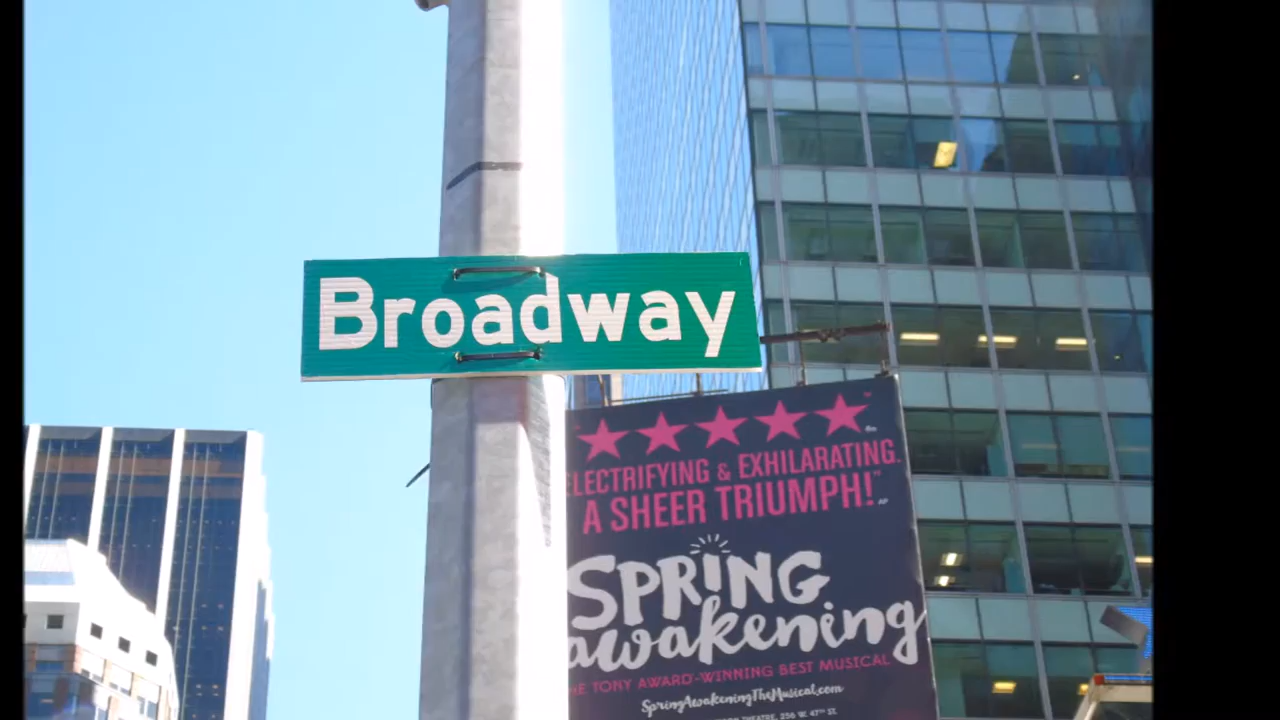 Broadway
ELECTRIFYING & EXHILARATING.
A SHEER TRIUMPH!"
AP
SPRING
awakening
THE TONY AWARD-WINNING BEST MUSICAL
SpringAwakeningTheMusical.com
THEATRE, 256 W. 47TH ST.